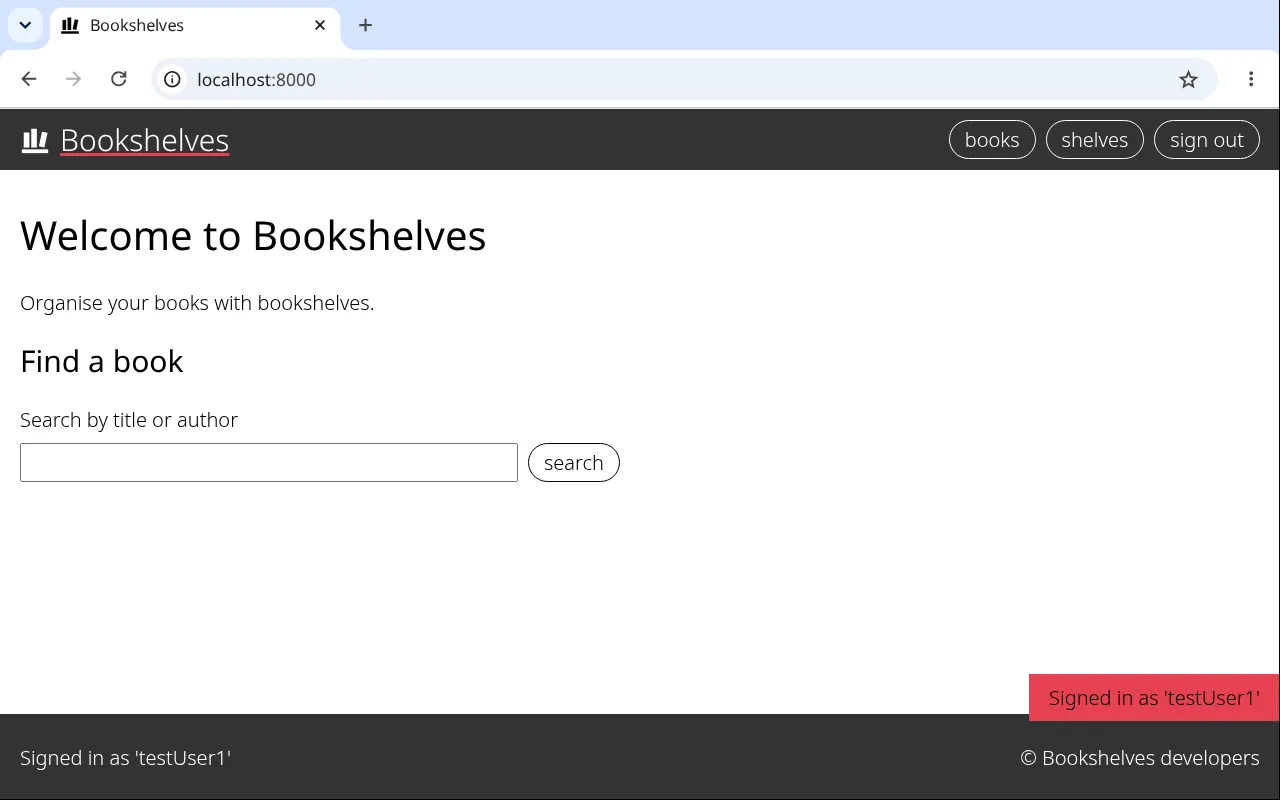 Bookshelves
localhost:8000
Bookshelves
books
shelves
sign out
Welcome to Bookshelves
Organise your books with bookshelves.
Find a book
Search by title or author
search
Signed in as 'testUser1'
Signed in as 'testUser1'
© Bookshelves developers